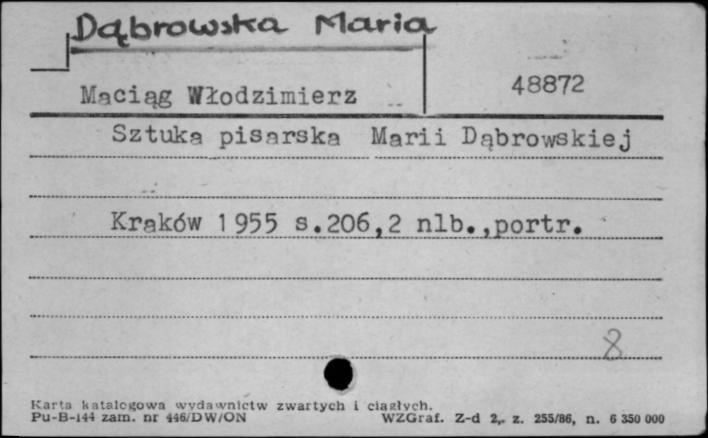 Dąbrowska Maria
Maciąg Włodzimierz
48872
Sztuka pisarska Marii Dąbrowskiej
Kraków 1955 s.206,2 nlb.,portr.
8
Karta katalogowa wydawnictw zwartych i ciągłych.
Pu-B-144 zam. nr 446/DW/ON WZGraf. Z-d 2, z. 255/86, n. 6 350 000